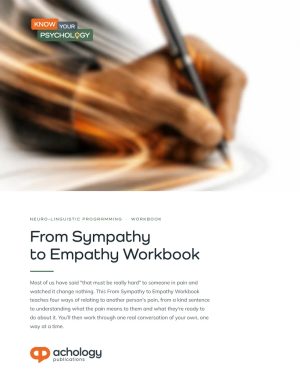 KNOW YOUR
PSYCHOLOGY
NEURO-LINGUISTIC PROGRAMMING · WORKBOOK
From Sympathy
to Empathy Workbook
Most of us have said "that must be really hard" to someone in pain and
watched it change nothing. This From Sympathy to Empathy Workbook
teaches four ways of relating to another person's pain, from a kind sentence
to understanding what the pain means to them and what they're ready to
do about it. You'll then work through one real conversation of your own, one
way at a time.
achology
publications